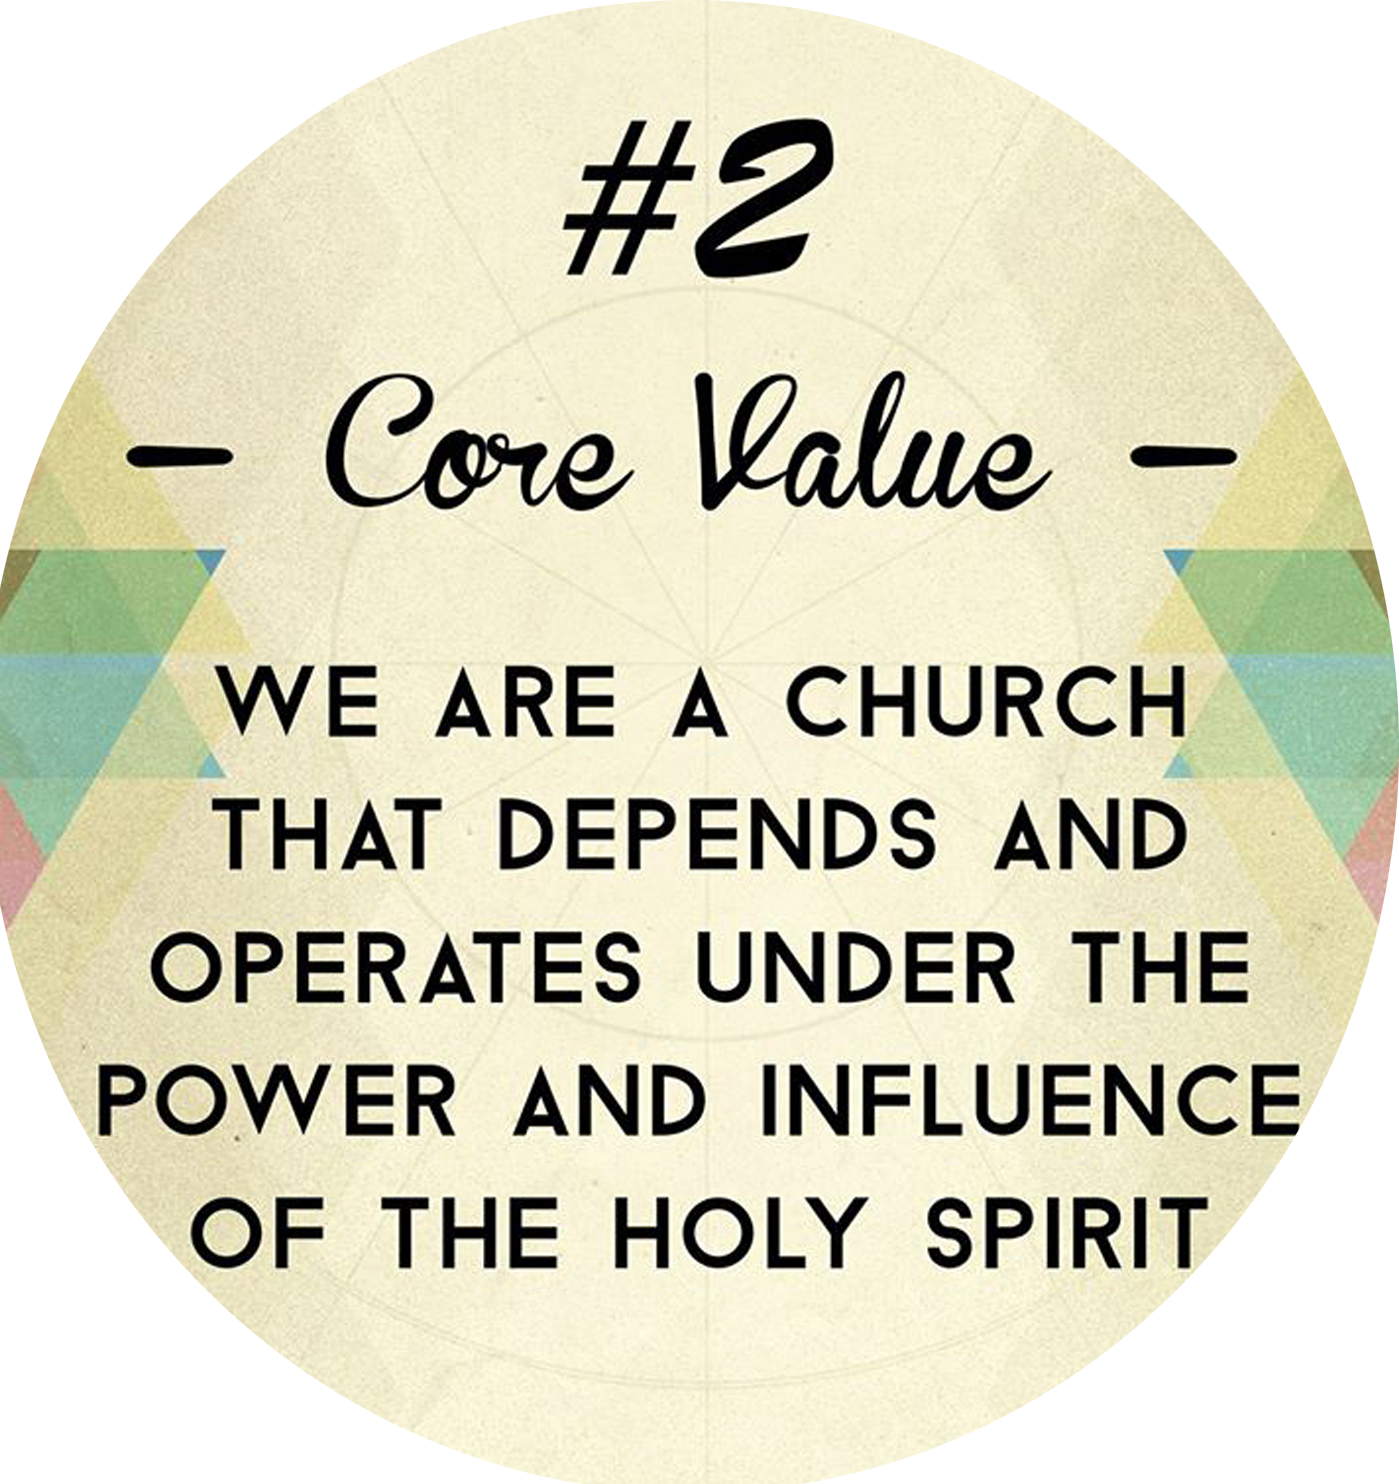 #2
– Core Value –
WE ARE A CHURCH
THAT DEPENDS AND
OPERATES UNDER THE
POWER AND INFLUENCE
OF THE HOLY SPIRIT